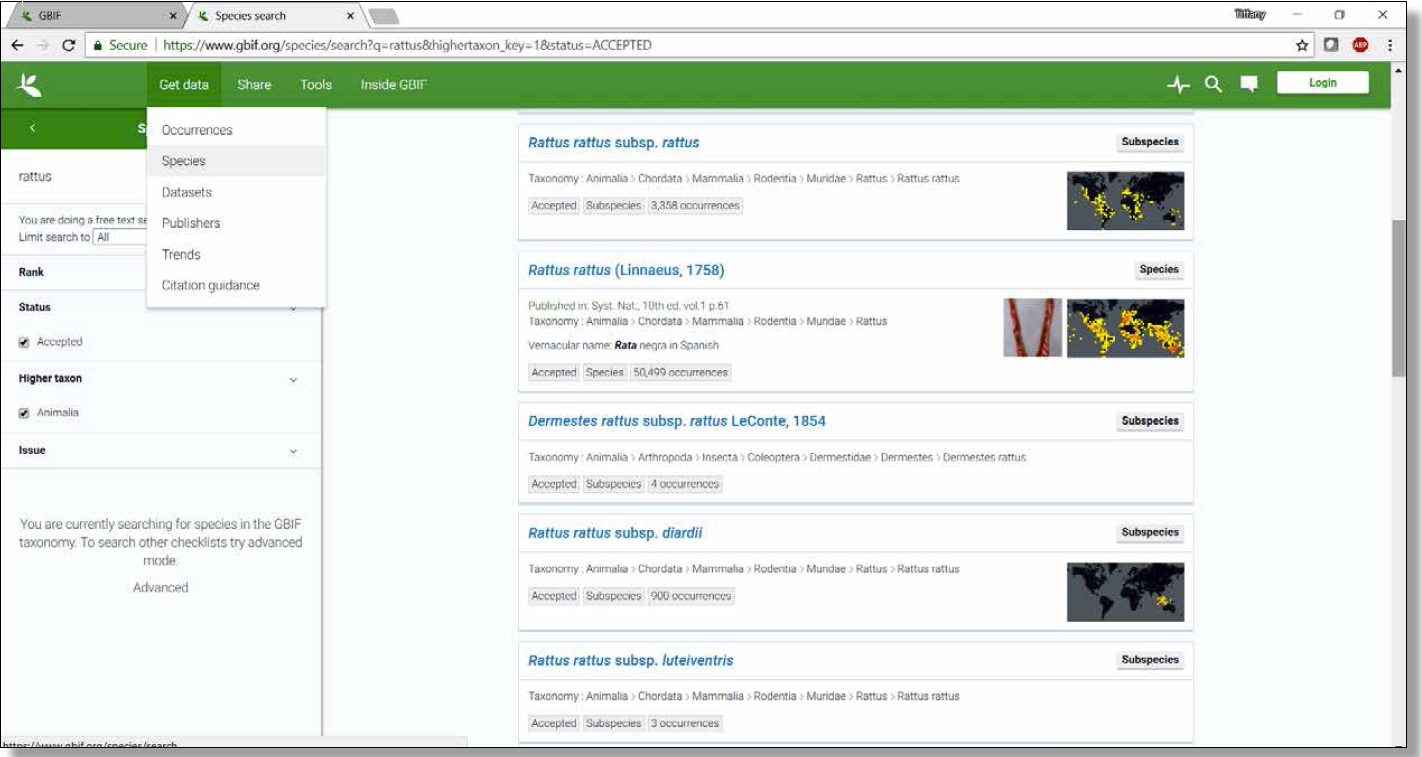 GBIF
Species search
Tiffany
Secure | https://www.gbif.org/species/search?q=rattus&highertaxon_key=1&status=ACCEPTED
Get data Share Tools Inside GBIF Login
Occurrences
Species
Datasets
Publishers
Trends
Citation guidance
S
rattus
You are doing a free text se
Limit search to All
Rank
Status
Accepted
Higher taxon
Animalia
Issue
You are currently searching for species in the GBIF
taxonomy. To search other checklists try advanced
mode.
Advanced
https://www.gbif.org/species/search
Rattus rattus subsp. rattus Subspecies
Taxonomy : Animalia > Chordata > Mammalia > Rodentia > Muridae > Rattus > Rattus rattus
Accepted Subspecies 3,358 occurrences
Rattus rattus (Linnaeus, 1758) Species
Published in: Syst. Nat., 10th ed. vol.1 p.61
Taxonomy : Animalia > Chordata > Mammalia > Rodentia > Muridae > Rattus
Vernacular name: Rata negra in Spanish
Accepted Species 50,499 occurrences
Dermestes rattus subsp. rattus LeConte, 1854 Subspecies
Taxonomy : Animalia > Arthropoda > Insecta > Coleoptera > Dermestidae > Dermestes > Dermestes rattus
Accepted Subspecies 4 occurrences
Rattus rattus subsp. diardii Subspecies
Taxonomy : Animalia > Chordata > Mammalia > Rodentia > Muridae > Rattus > Rattus rattus
Accepted Subspecies 900 occurrences
Rattus rattus subsp. luteiventris Subspecies
Taxonomy : Animalia > Chordata > Mammalia > Rodentia > Muridae > Rattus > Rattus rattus
Accepted Subspecies 3 occurrences